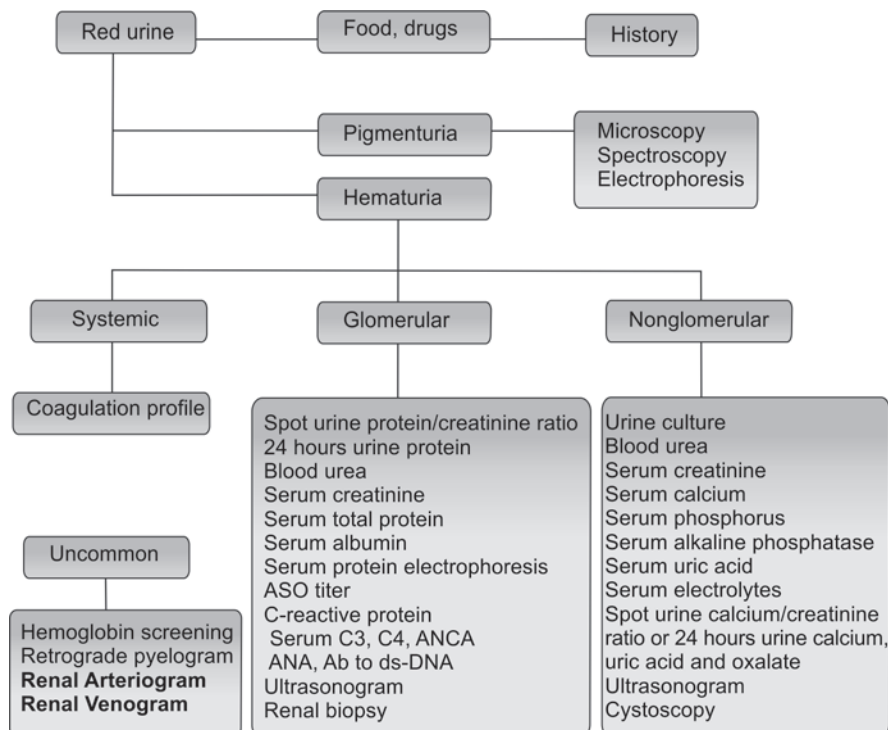 Red urine
Food, drugs
History
Pigmenturia
Microscopy
Spectroscopy
Electrophoresis
Hematuria
Systemic
Glomerular
Nonglomerular
Coagulation profile
Spot urine protein/creatinine ratio
24 hours urine protein
Blood urea
Serum creatinine
Serum total protein
Serum albumin
Serum protein electrophoresis
ASO titer
C-reactive protein
Serum C3, C4, ANCA
ANA, Ab to ds-DNA
Ultrasonogram
Renal biopsy
Urine culture
Blood urea
Serum creatinine
Serum calcium
Serum phosphorus
Serum alkaline phosphatase
Serum uric acid
Serum electrolytes
Spot urine calcium/creatinine
ratio or 24 hours urine calcium,
uric acid and oxalate
Ultrasonogram
Cystoscopy
Uncommon
Hemoglobin screening
Retrograde pyelogram
Renal Arteriogram
Renal Venogram